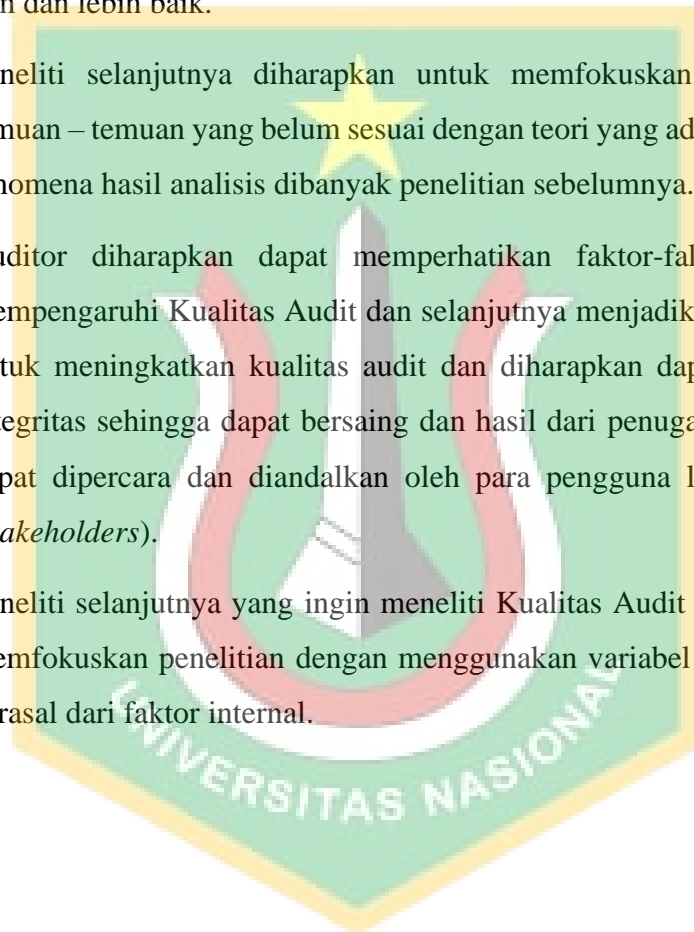 n dan lebih baik.
neliti selanjutnya diharapkan untuk memfokuskan
muan – temuan yang belum sesuai dengan teori yang ad
nomena hasil analisis dibanyak penelitian sebelumnya.
uditor diharapkan dapat memperhatikan faktor-fak
empengaruhi Kualitas Audit dan selanjutnya menjadik
tuk meningkatkan kualitas audit dan diharapkan dap
tegritas sehingga dapat bersaing dan hasil dari penuga
pat dipercara dan diandalkan oleh para pengguna l
akeholders).
neliti selanjutnya yang ingin meneliti Kualitas Audit
emfokuskan penelitian dengan menggunakan variabel
rasal dari faktor internal.
UNIVERSITAS NASIONAL